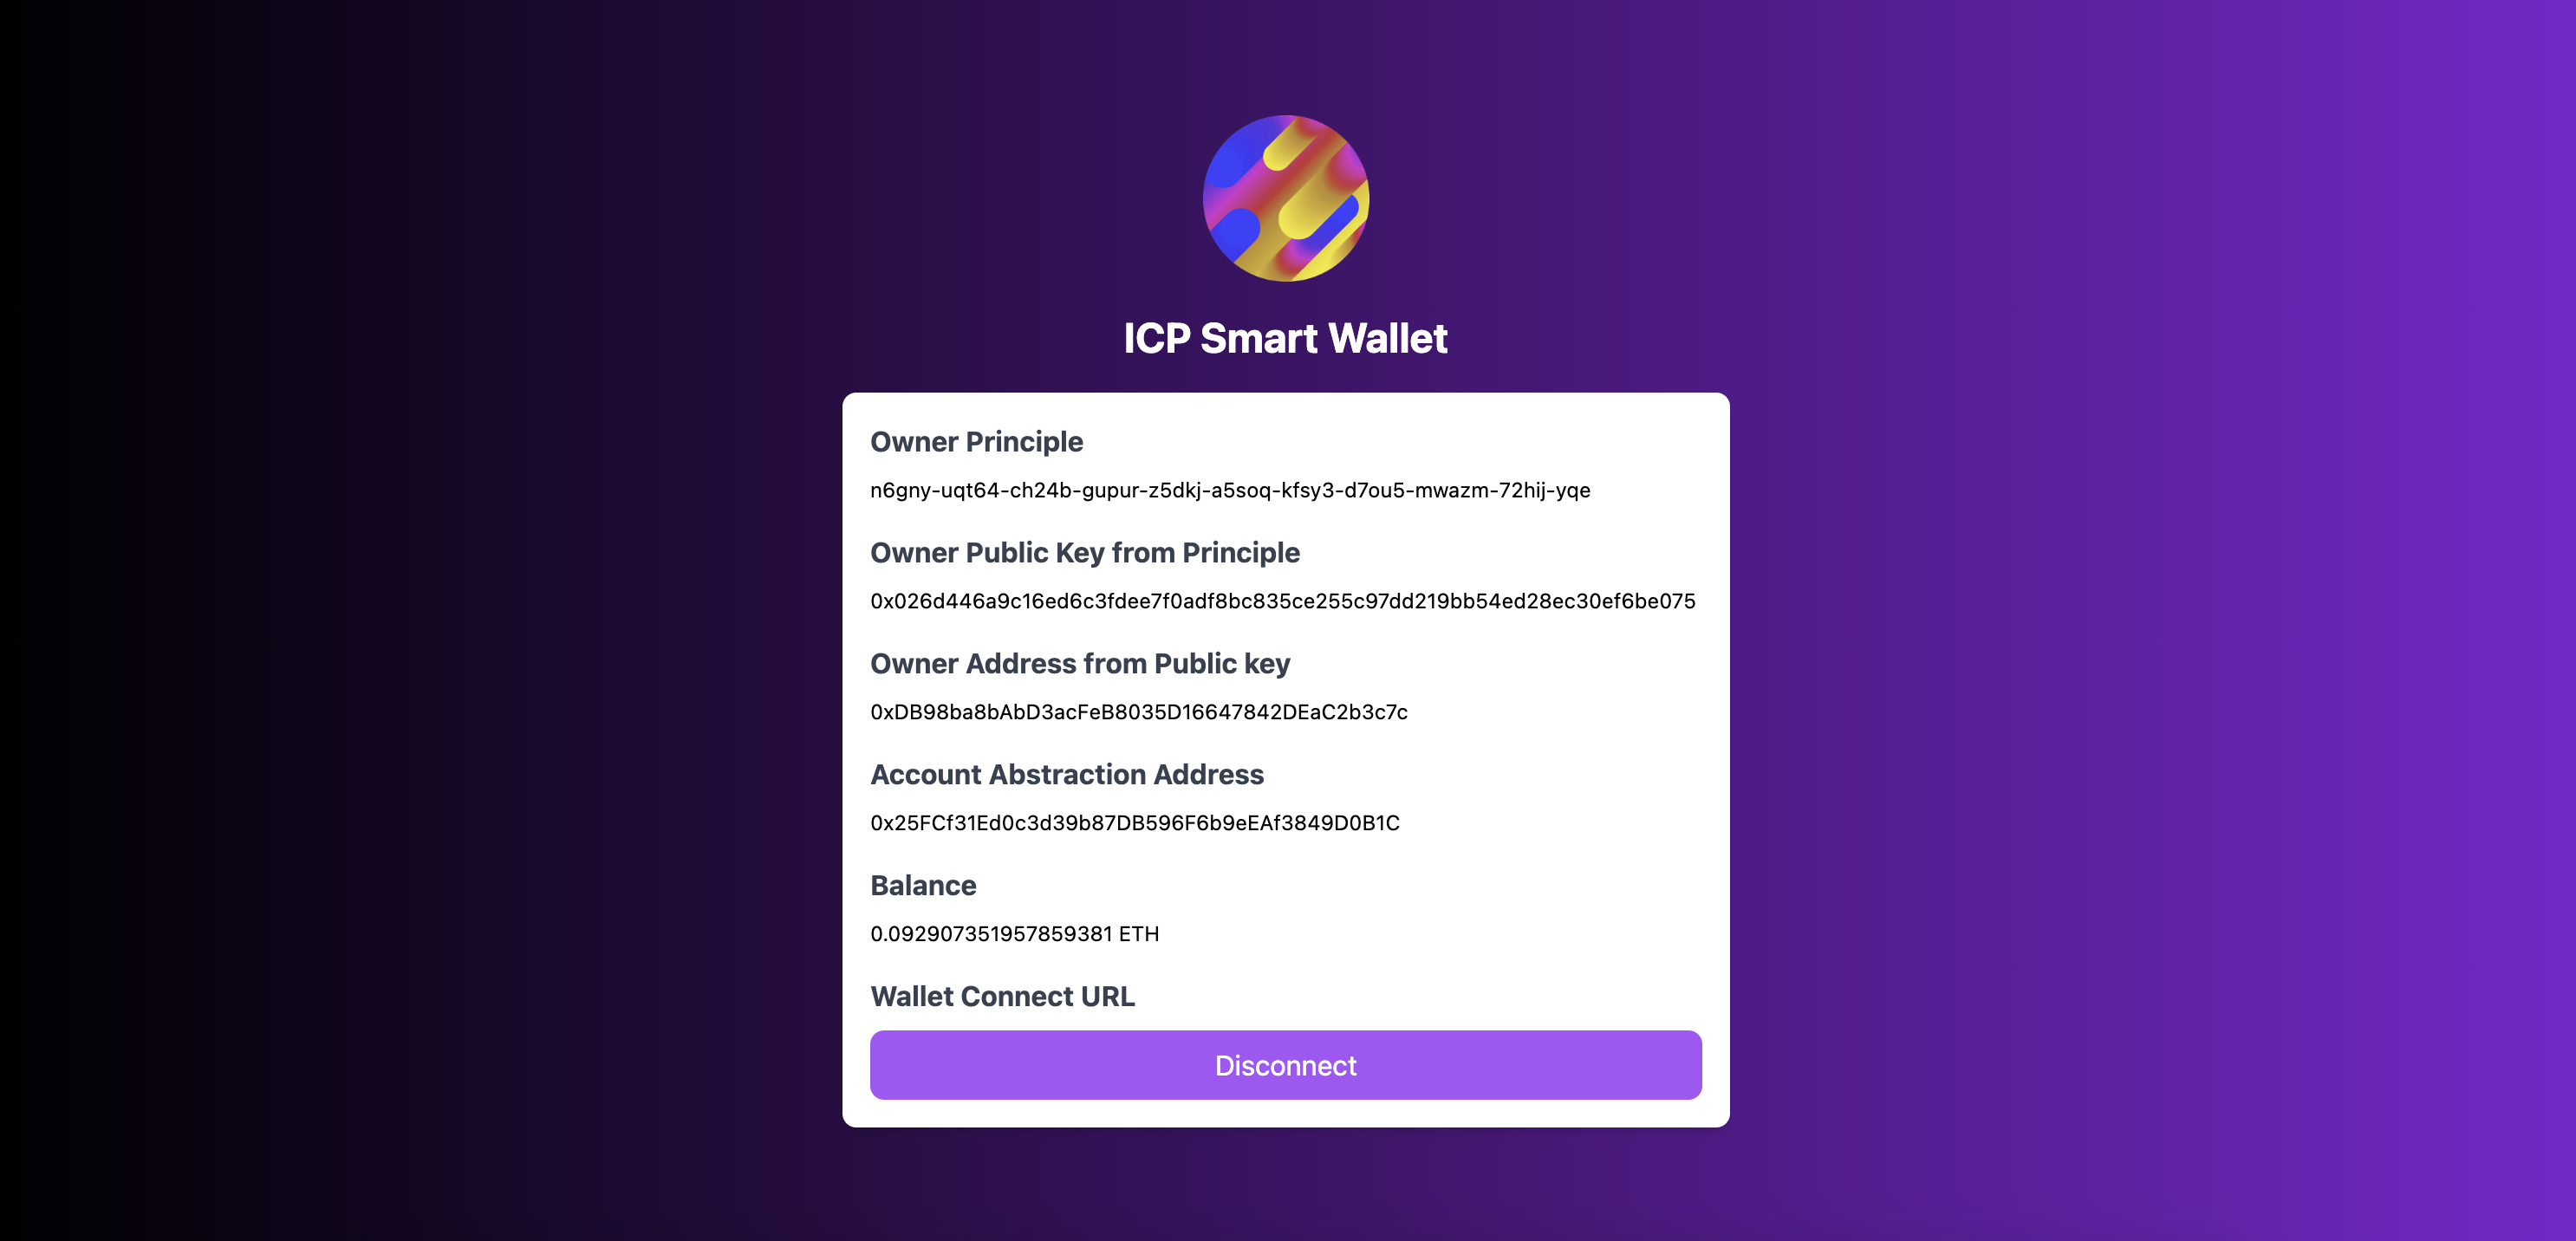 ICP Smart Wallet
Owner Principle
n6gny-uqt64-ch24b-gupur-z5dkj-a5soq-kfsy3-d7ou5-mwazm-72hij-yqe
Owner Public Key from Principle
0x026d446a9c16ed6c3fdee7f0adf8bc835ce255c97dd219bb54ed28ec30ef6be075
Owner Address from Public key
0xDB98ba8bAbD3acFeB8035D16647842DEaC2b3c7c
Account Abstraction Address
0x25FCf31Ed0c3d39b87DB596F6b9eEAf3849D0B1C
Balance
0.092907351957859381 ETH
Wallet Connect URL
Disconnect